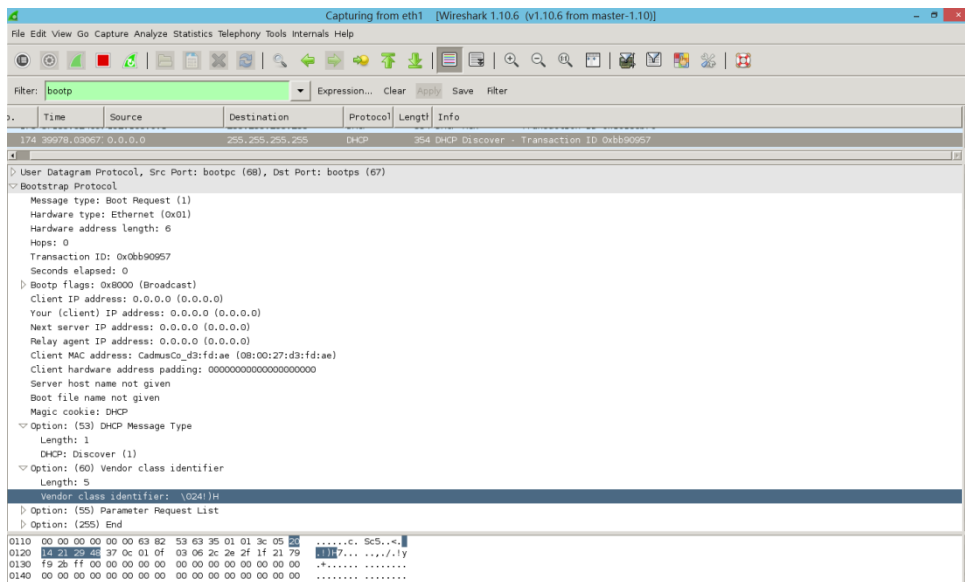 Capturing from eth1 [Wireshark 1.10.6 (v1.10.6 from master-1.10)]
File Edit View Go Capture Analyze Statistics Telephony Tools Internals Help
Filter: bootp Expression... Clear Apply Save Filter
Time Source Destination Protocol Length Info
174 39978.03067 0.0.0.0 255.255.255.255 DHCP 354 DHCP Discover - Transaction ID 0xbb90957
User Datagram Protocol, Src Port: bootpc (68), Dst Port: bootps (67)
Bootstrap Protocol
Message type: Boot Request (1)
Hardware type: Ethernet (0x01)
Hardware address length: 6
Hops: 0
Transaction ID: 0x0bb90957
Seconds elapsed: 0
Bootp flags: 0x8000 (Broadcast)
Client IP address: 0.0.0.0 (0.0.0.0)
Your (client) IP address: 0.0.0.0 (0.0.0.0)
Next server IP address: 0.0.0.0 (0.0.0.0)
Relay agent IP address: 0.0.0.0 (0.0.0.0)
Client MAC address: CadmusCo_d3:fd:ae (08:00:27:d3:fd:ae)
Client hardware address padding: 00000000000000000000
Server host name not given
Boot file name not given
Magic cookie: DHCP
Option: (53) DHCP Message Type
Length: 1
DHCP: Discover (1)
Option: (60) Vendor class identifier
Length: 5
Vendor class identifier: \024!)H
Option: (55) Parameter Request List
Option: (255) End
0110 00 00 00 00 00 00 63 82 53 63 35 01 01 3c 05 20 ......c. Sc5..<.
0120 14 21 29 48 37 0c 01 0f 03 06 2c 2e 2f 1f 21 79 .!)H7... ..,./.!y
0130 f9 2b ff 00 00 00 00 00 00 00 00 00 00 00 00 00 .+...... ........
0140 00 00 00 00 00 00 00 00 00 00 00 00 00 00 00 00 ........ ........